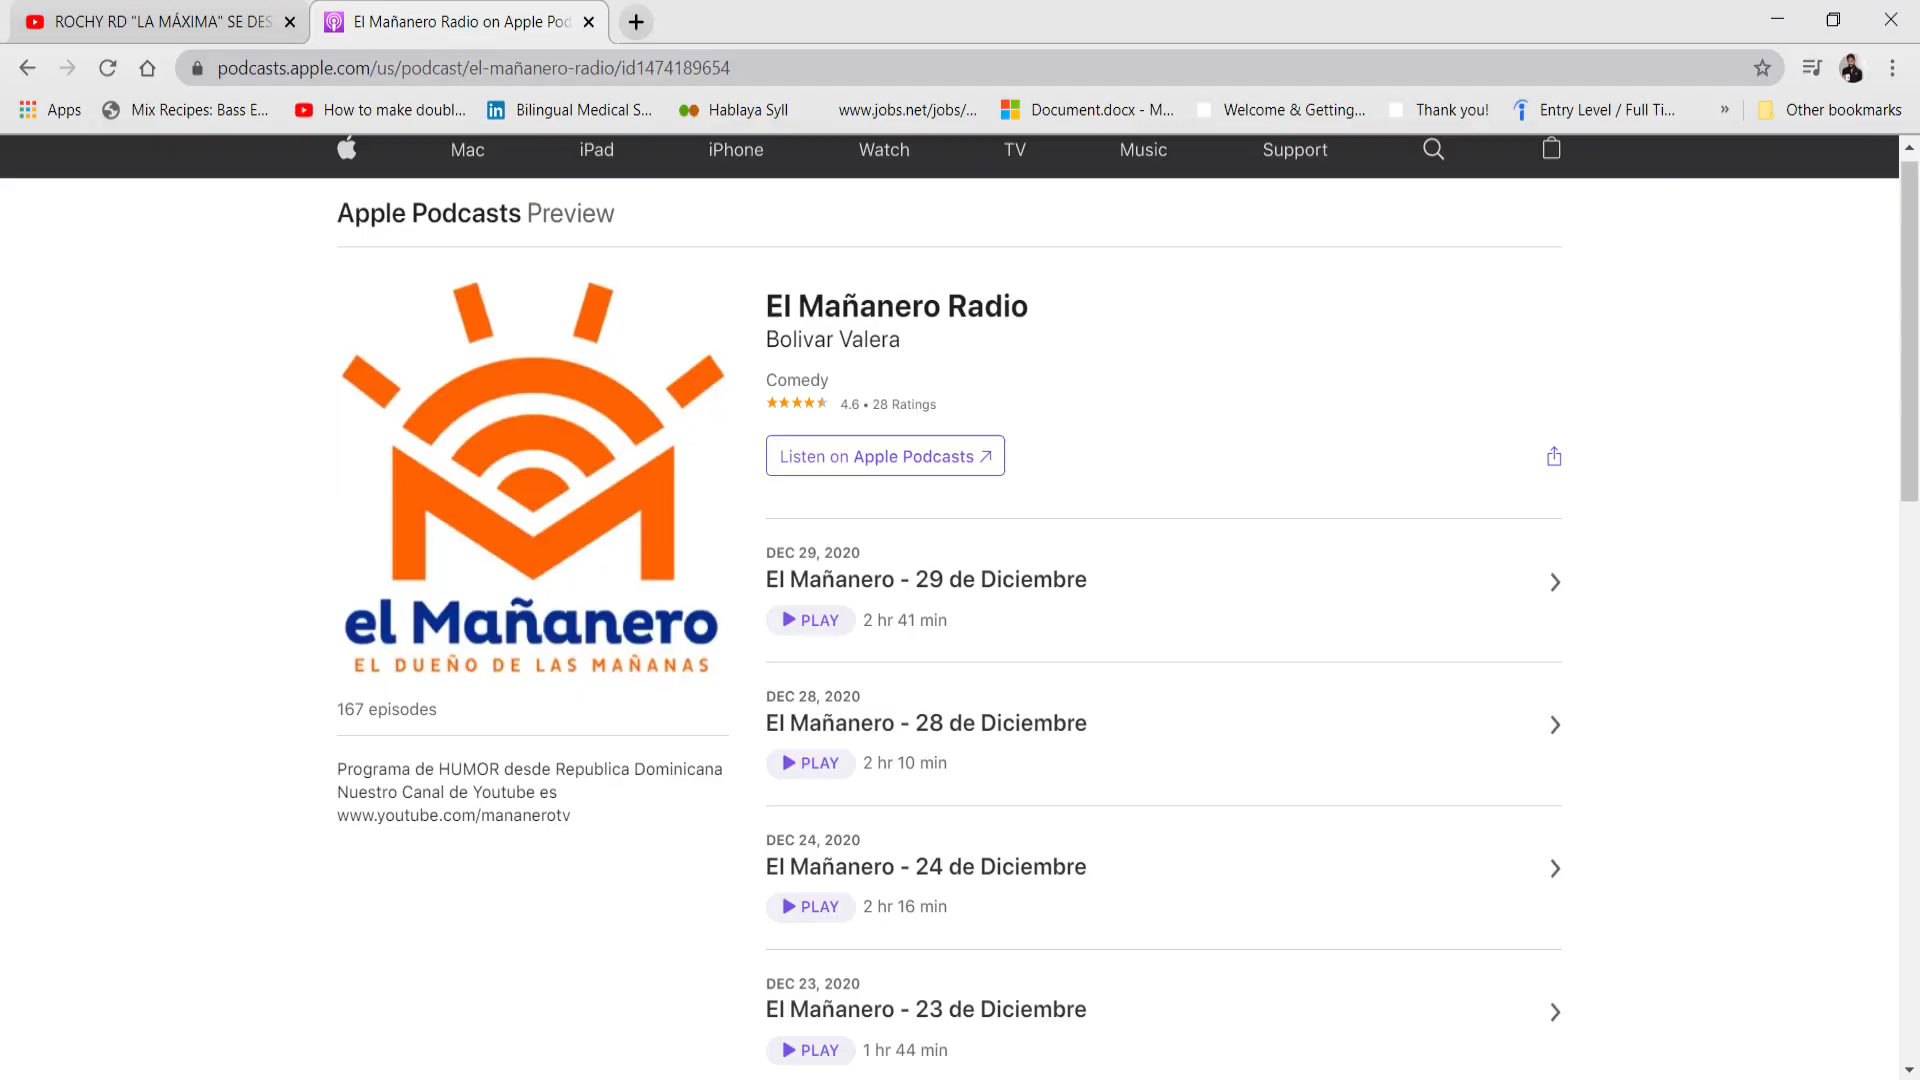 ROCHY RD "LA MÁXIMA" SE DES
El Mañanero Radio on Apple Pod
podcasts.apple.com/us/podcast/el-mañanero-radio/id1474189654
Apps
Mix Recipes: Bass E...
How to make doubl...
Bilingual Medical S...
Hablaya Syll
www.jobs.net/jobs/...
Document.docx - M...
Welcome & Getting...
Thank you!
Entry Level / Full Ti...
»
Other bookmarks
Mac
iPad
iPhone
Watch
TV
Music
Support
Apple Podcasts Preview
el Mañanero
EL DUEÑO DE LAS MAÑANAS
167 episodes
Programa de HUMOR desde Republica Dominicana
Nuestro Canal de Youtube es
www.youtube.com/mananerotv
El Mañanero Radio
Bolivar Valera
Comedy
4.6 • 28 Ratings
Listen on Apple Podcasts
DEC 29, 2020
El Mañanero - 29 de Diciembre
PLAY 2 hr 41 min
DEC 28, 2020
El Mañanero - 28 de Diciembre
PLAY 2 hr 10 min
DEC 24, 2020
El Mañanero - 24 de Diciembre
PLAY 2 hr 16 min
DEC 23, 2020
El Mañanero - 23 de Diciembre
PLAY 1 hr 44 min